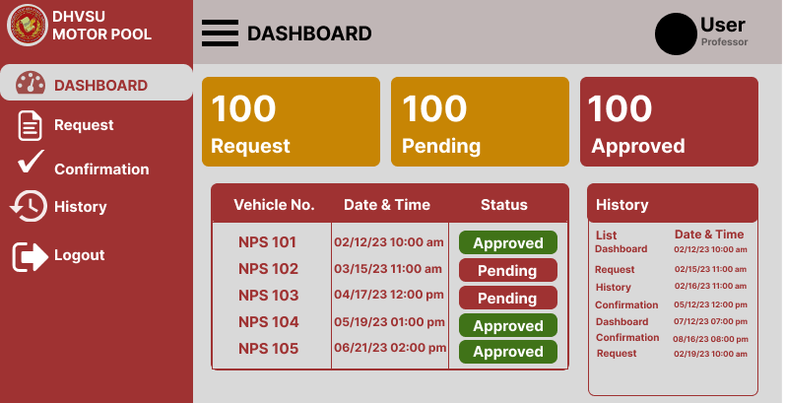 DHVSU
MOTOR POOL
DASHBOARD
Request
Confirmation
History
Logout
DASHBOARD
User
Professor
100
Request
100
Pending
100
Approved
Vehicle No. Date & Time Status
NPS 101 02/12/23 10:00 am Approved
NPS 102 03/15/23 11:00 am Pending
NPS 103 04/17/23 12:00 pm Pending
NPS 104 05/19/23 01:00 pm Approved
NPS 105 06/21/23 02:00 pm Approved
History
List Date & Time
Dashboard 02/12/23 10:00 am
Request 02/15/23 11:00 am
History 02/16/23 11:00 am
Confirmation 05/12/23 12:00 pm
Dashboard 07/12/23 07:00 pm
Confirmation 08/16/23 08:00 pm
Request 02/19/23 10:00 am